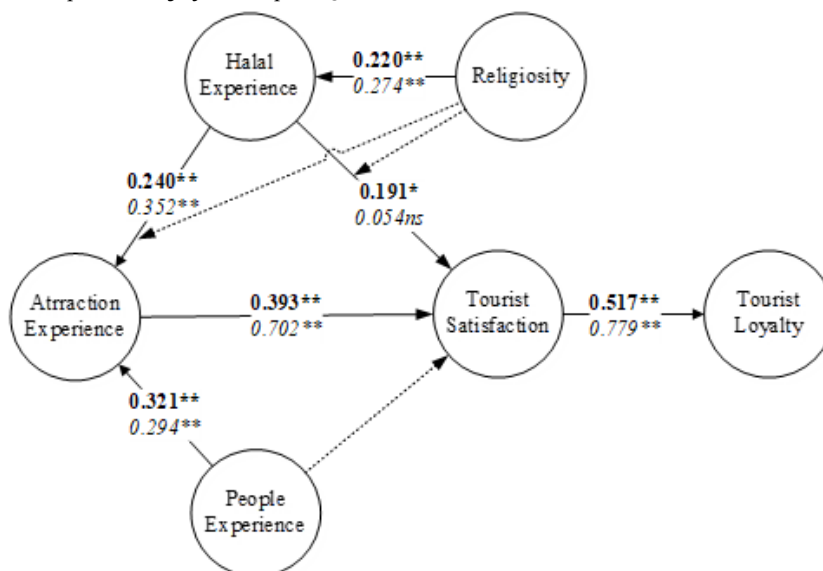 Halal
Experience
0.220**
0.274**
Religiosity
0.240**
0.352**
0.191*
0.054ns
Atrraction
Experience
0.393**
0.702**
Tourist
Satisfaction
0.517**
0.779**
Tourist
Loyalty
0.321**
0.294**
People
Experience